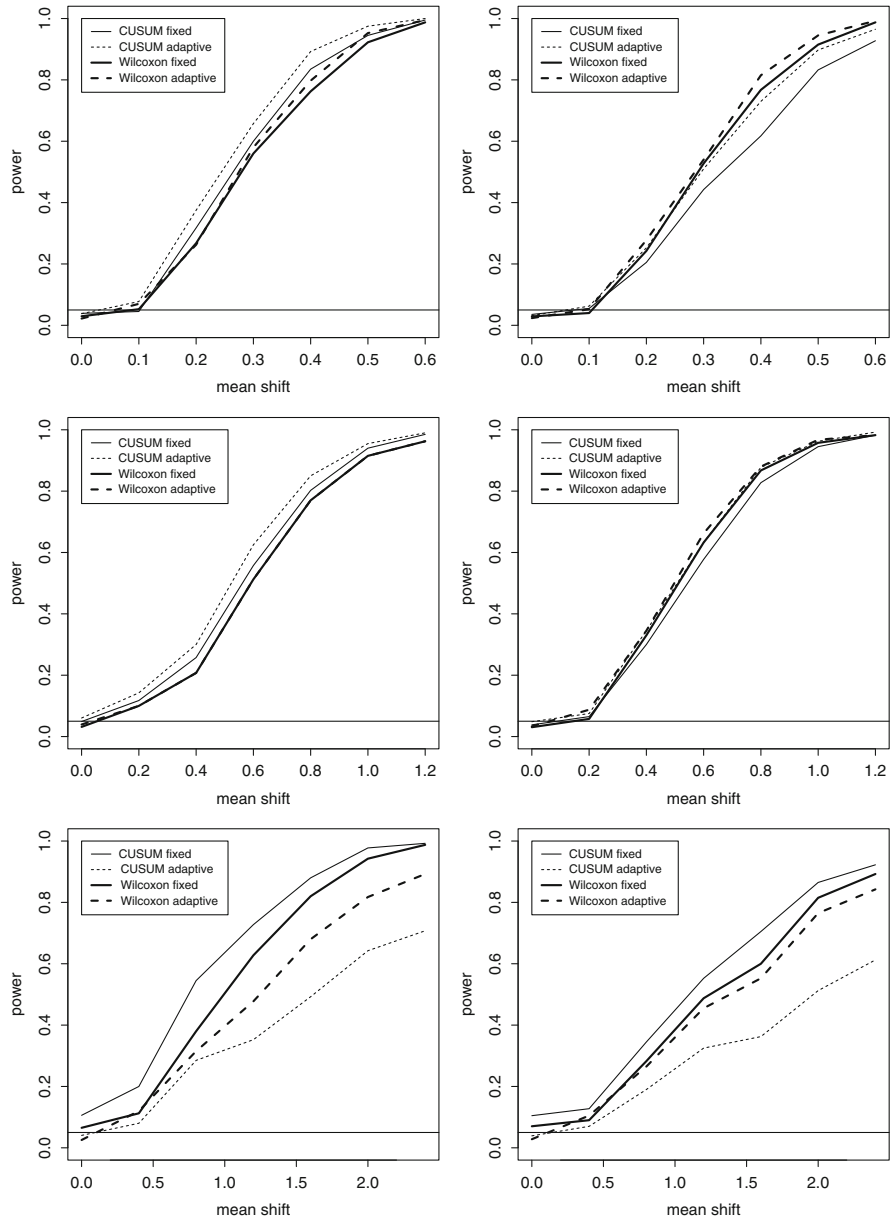 CUSUM fixed
CUSUM adaptive
Wilcoxon fixed
Wilcoxon adaptive
power
0.0 0.2 0.4 0.6 0.8 1.0
0.0 0.1 0.2 0.3 0.4 0.5 0.6
mean shift
CUSUM fixed
CUSUM adaptive
Wilcoxon fixed
Wilcoxon adaptive
power
0.0 0.2 0.4 0.6 0.8 1.0
0.0 0.1 0.2 0.3 0.4 0.5 0.6
mean shift
CUSUM fixed
CUSUM adaptive
Wilcoxon fixed
Wilcoxon adaptive
power
0.0 0.2 0.4 0.6 0.8 1.0
0.0 0.2 0.4 0.6 0.8 1.0 1.2
mean shift
CUSUM fixed
CUSUM adaptive
Wilcoxon fixed
Wilcoxon adaptive
power
0.0 0.2 0.4 0.6 0.8 1.0
0.0 0.2 0.4 0.6 0.8 1.0 1.2
mean shift
CUSUM fixed
CUSUM adaptive
Wilcoxon fixed
Wilcoxon adaptive
power
0.0 0.2 0.4 0.6 0.8 1.0
0.0 0.5 1.0 1.5 2.0
mean shift
CUSUM fixed
CUSUM adaptive
Wilcoxon fixed
Wilcoxon adaptive
power
0.0 0.2 0.4 0.6 0.8 1.0
0.0 0.5 1.0 1.5 2.0
mean shift